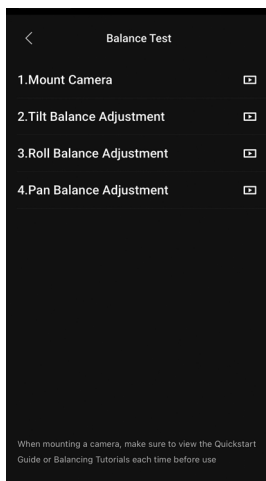 Balance Test
1.Mount Camera
2.Tilt Balance Adjustment
3.Roll Balance Adjustment
4.Pan Balance Adjustment
When mounting a camera, make sure to view the Quickstart
Guide or Balancing Tutorials each time before use